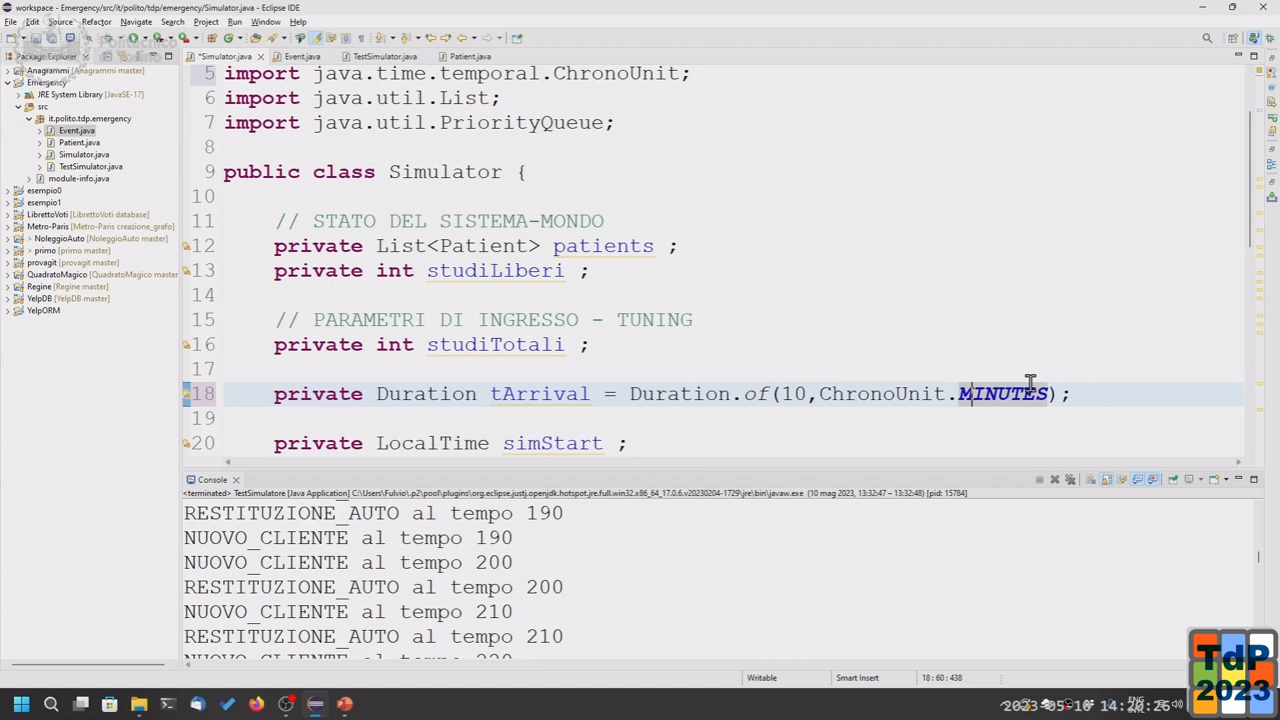 workspace - Emergency/src/it/polito/tdp/emergency/Simulator.java - Eclipse IDE
File Edit Source Refactor Navigate Search Project Run Window Help
Package Explorer
*Simulator.java Event.java TestSimulator.java Patient.java
Anagrammi [Anagrammi master]
Emergency
JRE System Library [JavaSE-17]
src
it.polito.tdp.emergency
Event.java
Patient.java
Simulator.java
TestSimulator.java
module-info.java
esempio0
esempio1
LibrettoVoti [LibrettoVoti database]
Metro-Paris [Metro-Paris creazione_grafo]
> NoleggioAuto [NoleggioAuto master]
> primo [primo master]
provagit [provagit master]
QuadratoMagico [QuadratoMagico master]
Regine [Regine master]
YelpDB [YelpDB master]
YelpORM
5 import java.time.temporal.ChronoUnit;
6 import java.util.List;
7 import java.util.PriorityQueue;
8
9 public class Simulator {
10
11 // STATO DEL SISTEMA-MONDO
12 private List<Patient> patients ;
13 private int studiLiberi ;
14
15 // PARAMETRI DI INGRESSO - TUNING
16 private int studiTotali ;
17
18 private Duration tArrival = Duration.of(10,ChronoUnit.MINUTES);
19
20 private LocalTime simStart ;
Console
<terminated> TestSimulatore [Java Application] C:\Users\Fulvio\.p2\pool\plugins\org.eclipse.justj.openjdk.hotspot.jre.full.win32.x86_64_17.0.6.v20230204-1729\jre\bin\javaw.exe (10 mag 2023, 13:32:47 – 13:32:48) [pid: 15784]
RESTITUZIONE_AUTO al tempo 190
NUOVO_CLIENTE al tempo 190
NUOVO_CLIENTE al tempo 200
RESTITUZIONE_AUTO al tempo 200
NUOVO_CLIENTE al tempo 210
RESTITUZIONE_AUTO al tempo 210
Writable Smart Insert 18 : 60 : 438
TdP
2023
ENG
2023-05-10 14:20:26